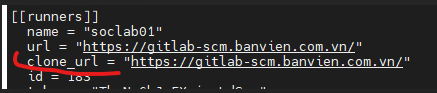 [[runners]]
name = "soclab01"
url = "https://gitlab-scm.banvien.com.vn/"
clone_url = "https://gitlab-scm.banvien.com.vn/"
id = 183